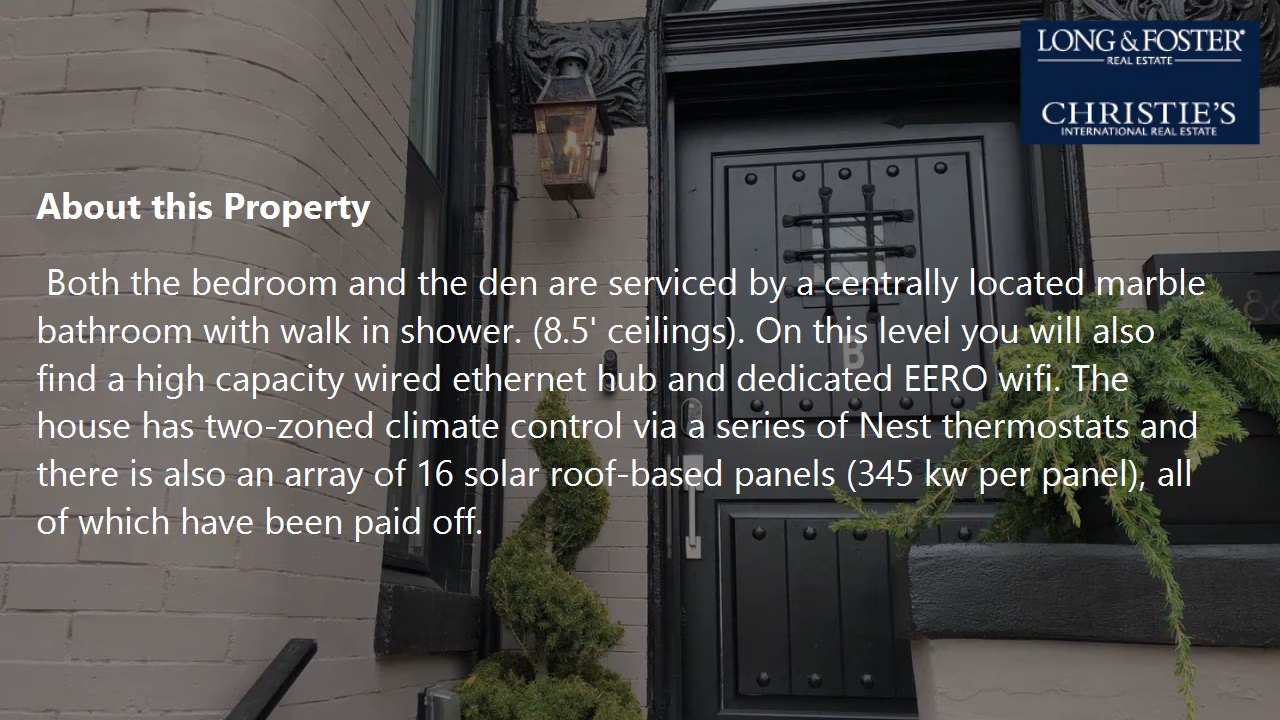 LONG & FOSTER®
REAL ESTATE
CHRISTIE'S
INTERNATIONAL REAL ESTATE
About this Property
Both the bedroom and the den are serviced by a centrally located marble
bathroom with walk in shower. (8.5' ceilings). On this level you will also
find a high capacity wired ethernet hub and dedicated EERO wifi. The
house has two-zoned climate control via a series of Nest thermostats and
there is also an array of 16 solar roof-based panels (345 kw per panel), all
of which have been paid off.
B